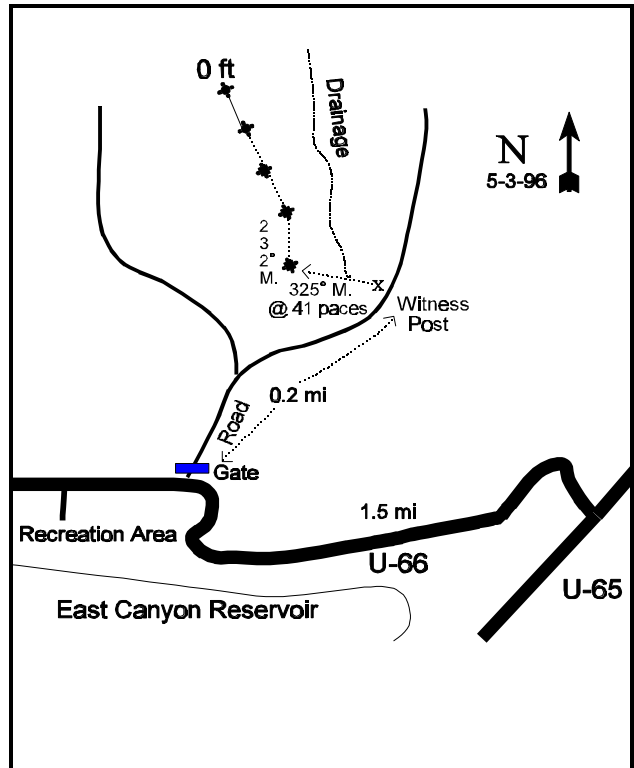 0 ft
Drainage
N
5-3-96
2
3
2°
M.
325° M.
@ 41 paces
x
Witness
Post
0.2 mi
Road
Gate
1.5 mi
Recreation Area
U-66
U-65
East Canyon Reservoir